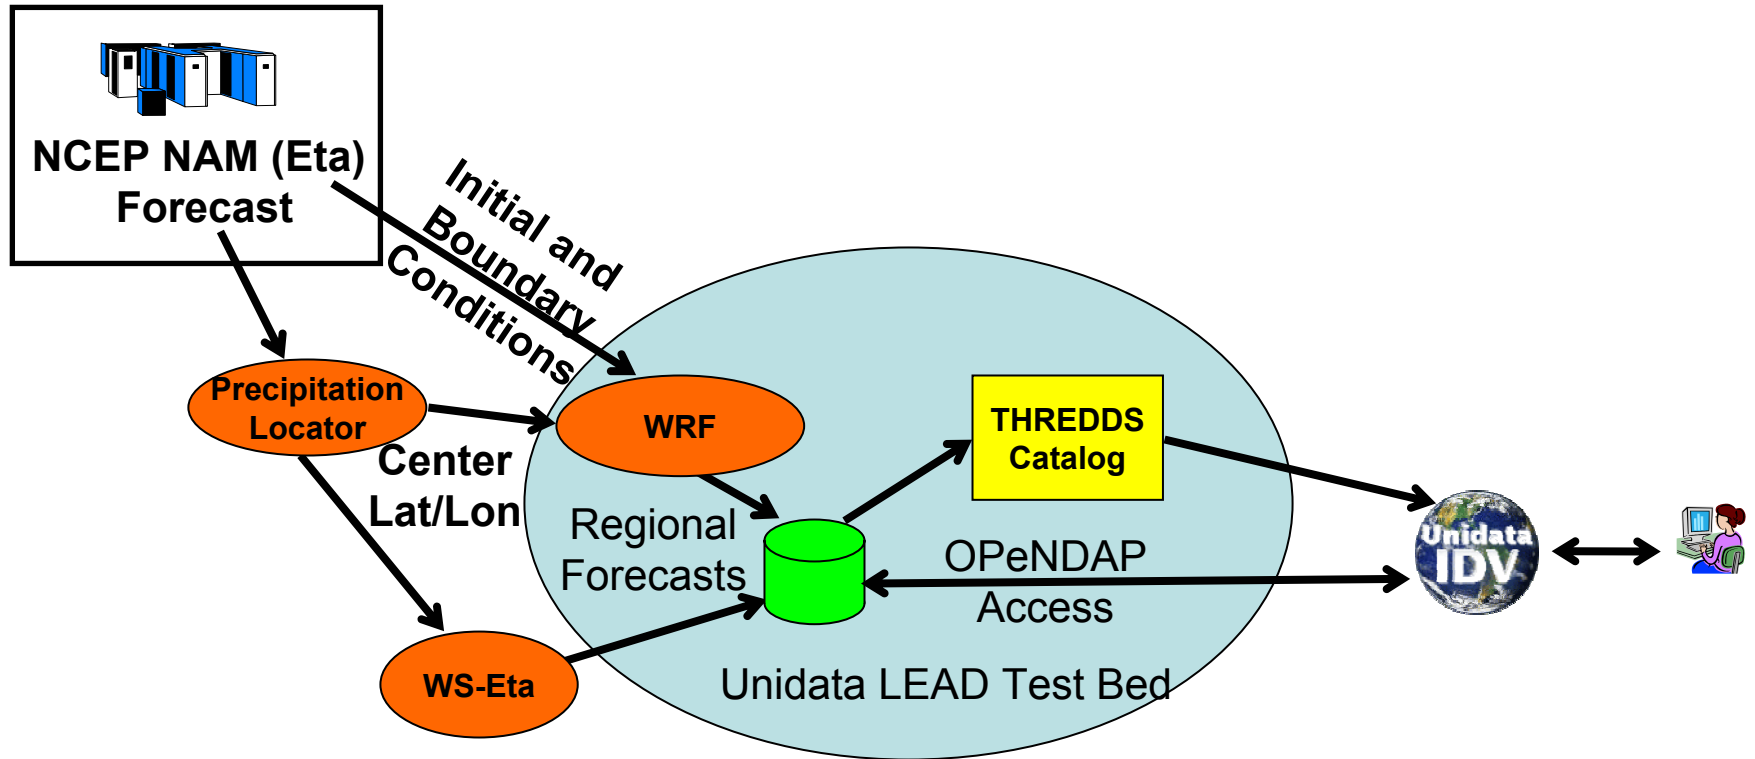 NCEP NAM (Eta)
Forecast
Initial and
Boundary
Conditions
Precipitation
Locator
Center
Lat/Lon
WRF
WS-Eta
Regional
Forecasts
THREDDS
Catalog
OPeNDAP
Access
Unidata LEAD Test Bed
Unidata
IDV